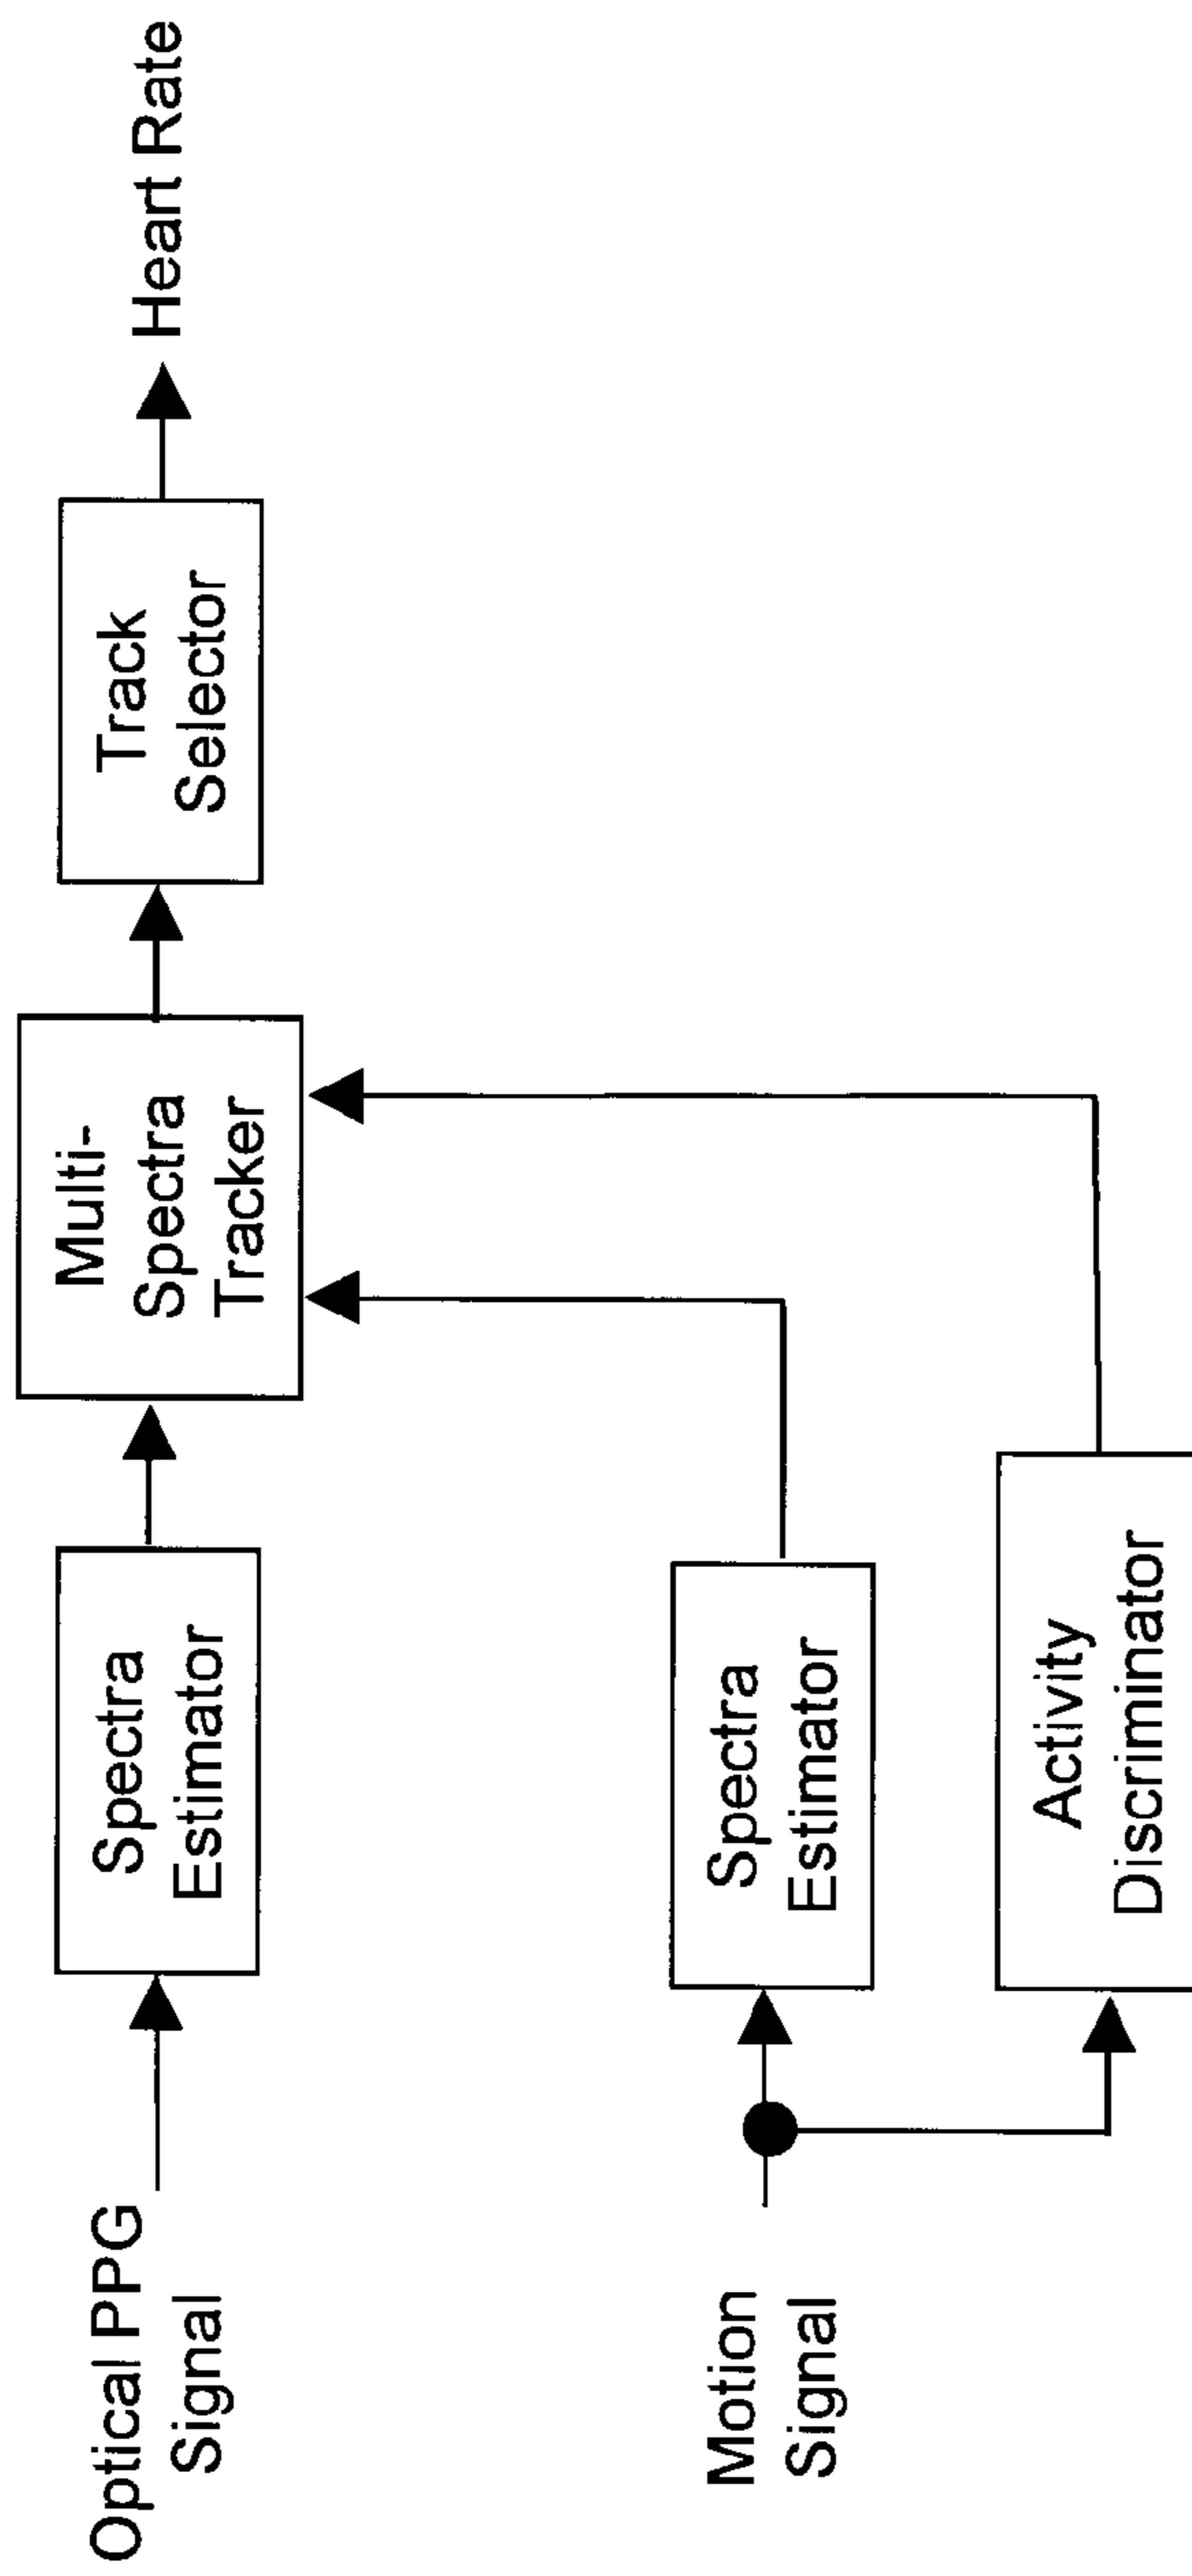 Optical PPG
Signal
Spectra
Estimator
Multi-
Spectra
Tracker
Track
Selector
Heart Rate
Motion
Signal
Spectra
Estimator
Activity
Discriminator